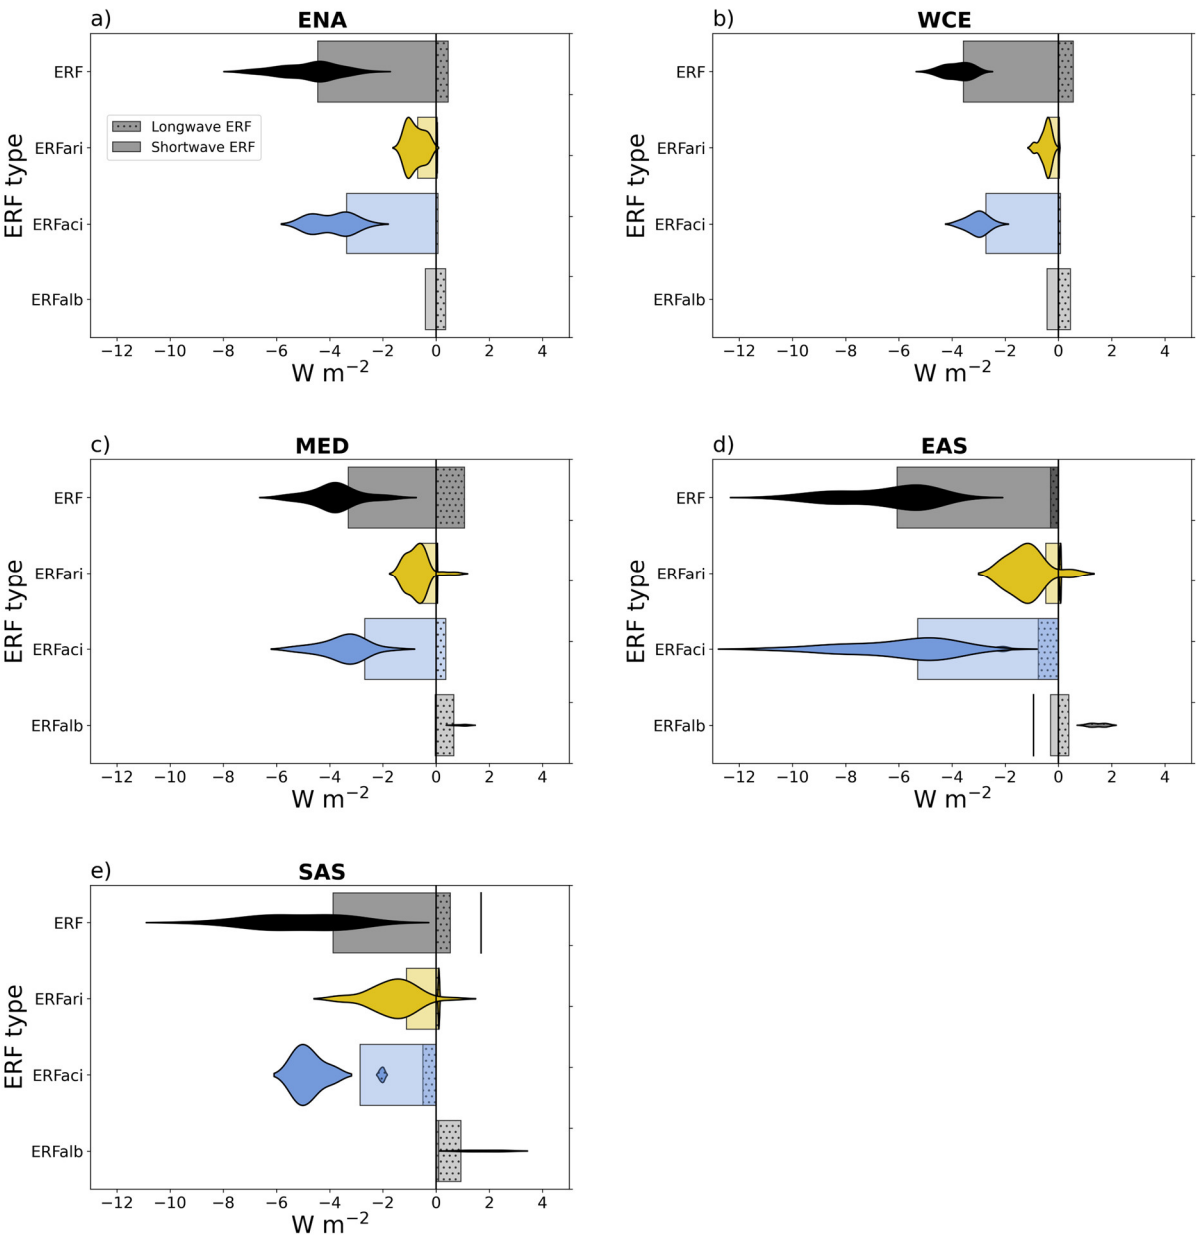 a) ENA
ERF
ERFari
ERFaci
ERFalb
ERF type
Longwave ERF
Shortwave ERF
−12 −10 −8 −6 −4 −2 0 2 4
W m−2
b) WCE
ERF
ERFari
ERFaci
ERFalb
ERF type
−12 −10 −8 −6 −4 −2 0 2 4
W m−2
c) MED
ERF
ERFari
ERFaci
ERFalb
ERF type
−12 −10 −8 −6 −4 −2 0 2 4
W m−2
d) EAS
ERF
ERFari
ERFaci
ERFalb
ERF type
−12 −10 −8 −6 −4 −2 0 2 4
W m−2
e) SAS
ERF
ERFari
ERFaci
ERFalb
ERF type
−12 −10 −8 −6 −4 −2 0 2 4
W m−2